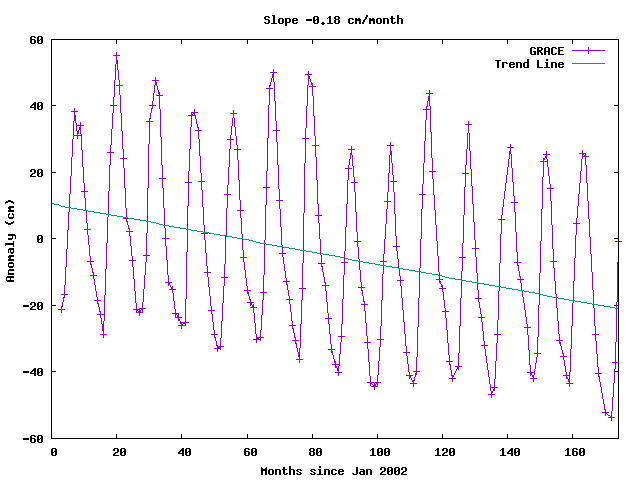 Slope -0.18 cm/month
GRACE
Trend Line
60
40
20
0
-20
-40
-60
Anomaly (cm)
0 20 40 60 80 100 120 140 160
Months since Jan 2002